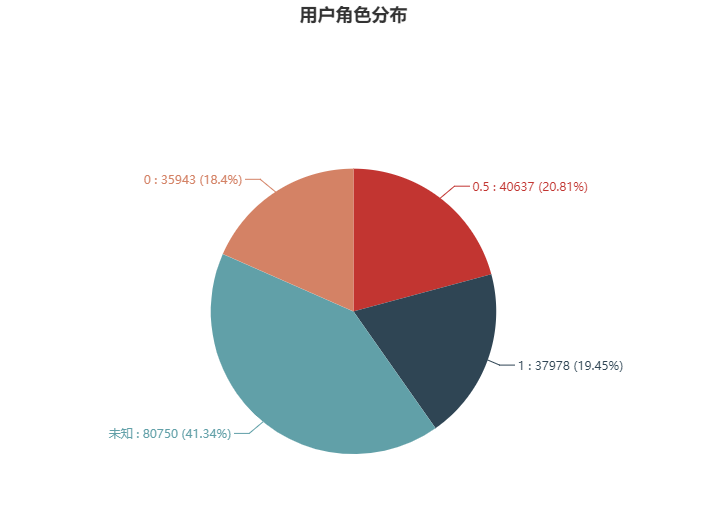 用户角色分布
0 : 35943 (18.4%)
0.5 : 40637 (20.81%)
1 : 37978 (19.45%)
未知 : 80750 (41.34%)